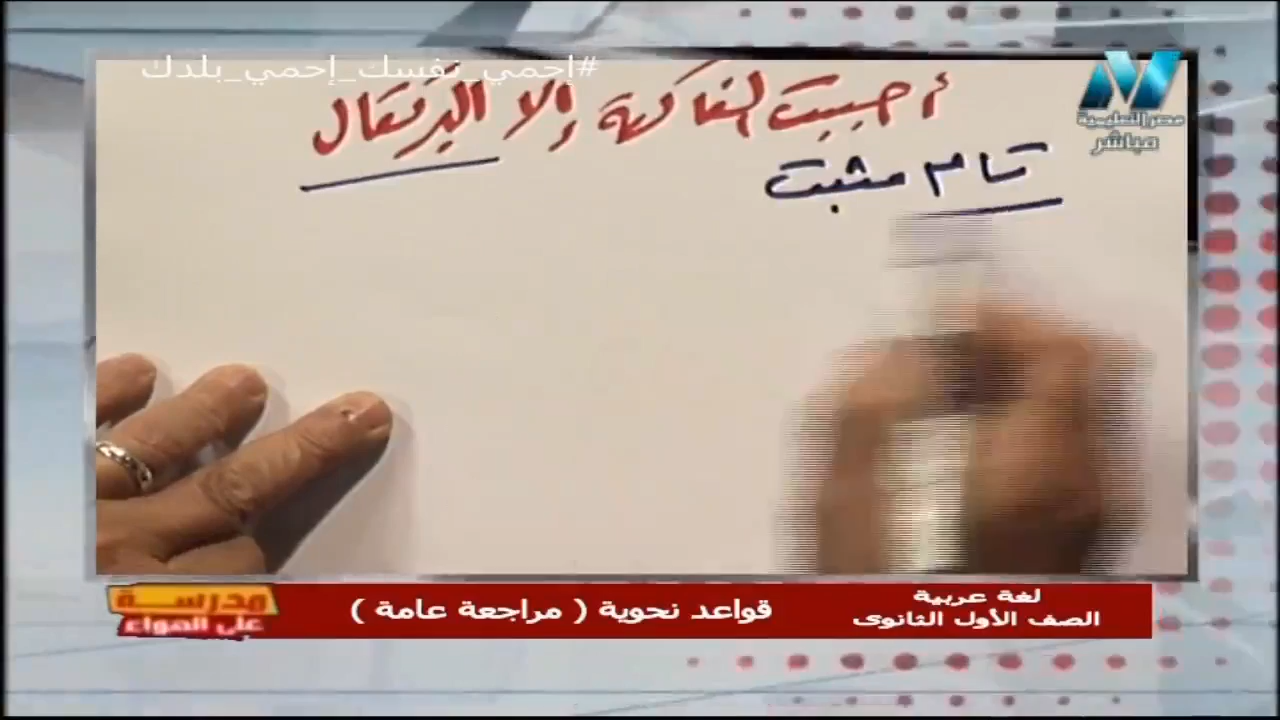 #إحمي_نفسك_إحمي_بلدك
أحببت الفاكهة إلا البرتقال
تام مثبت
مصر التعليمية
مباشر
لغة عربية
الصف الأول الثانوى
قواعد نحوية ( مراجعة عامة )
مدرسة
على الهواء